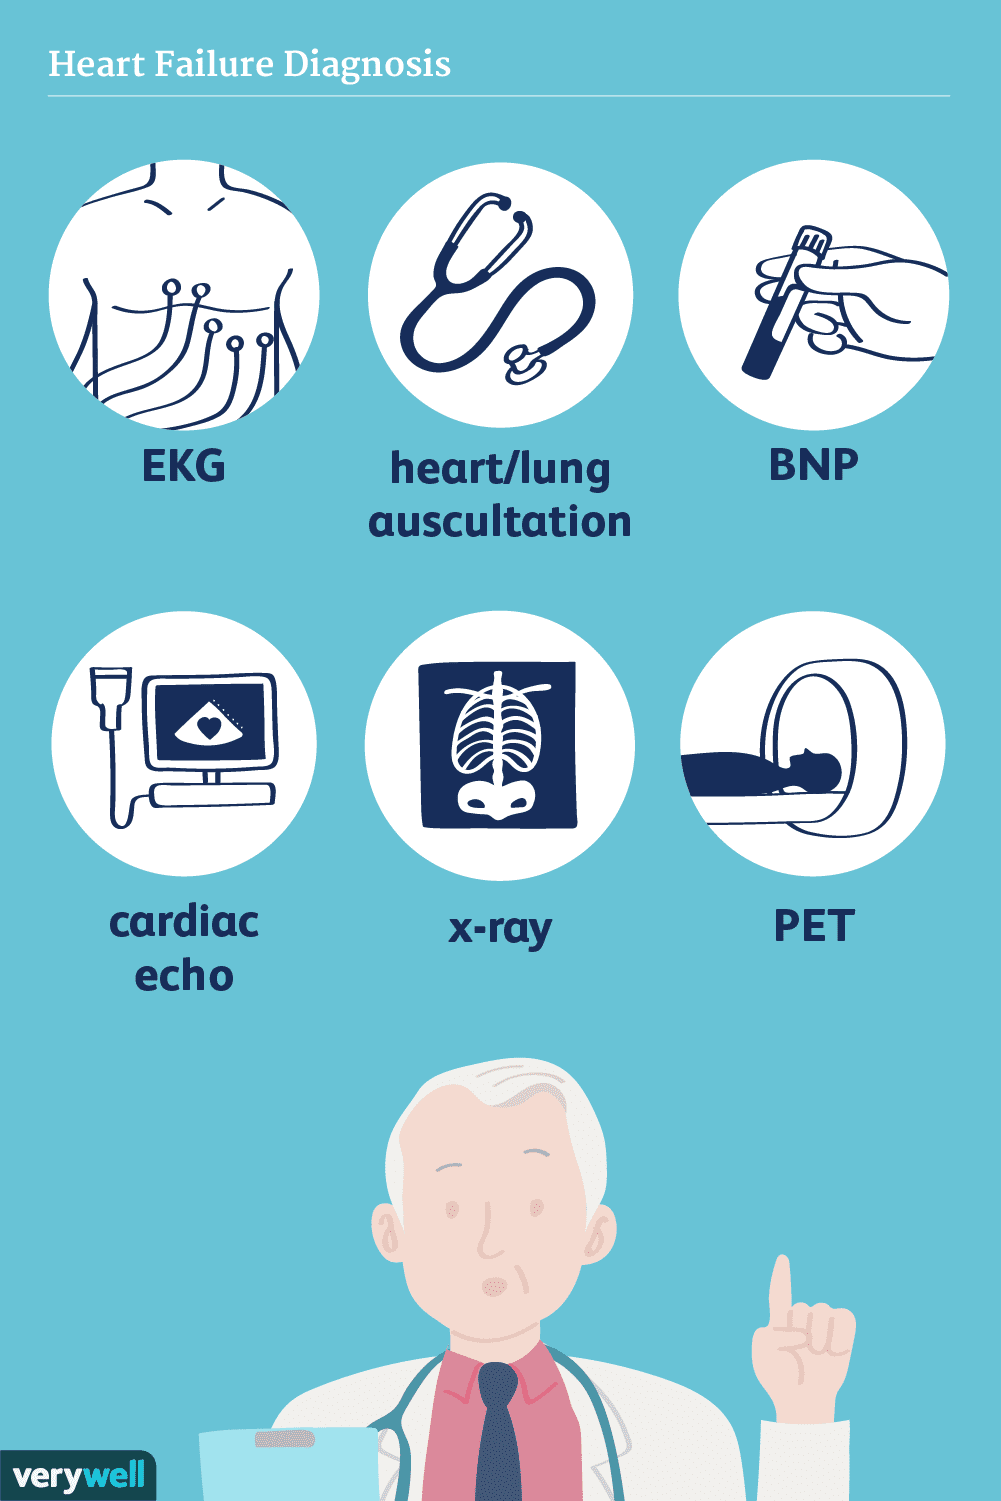 Heart Failure Diagnosis
EKG
heart/lung
auscultation
BNP
cardiac
echo
x-ray
PET
verywell